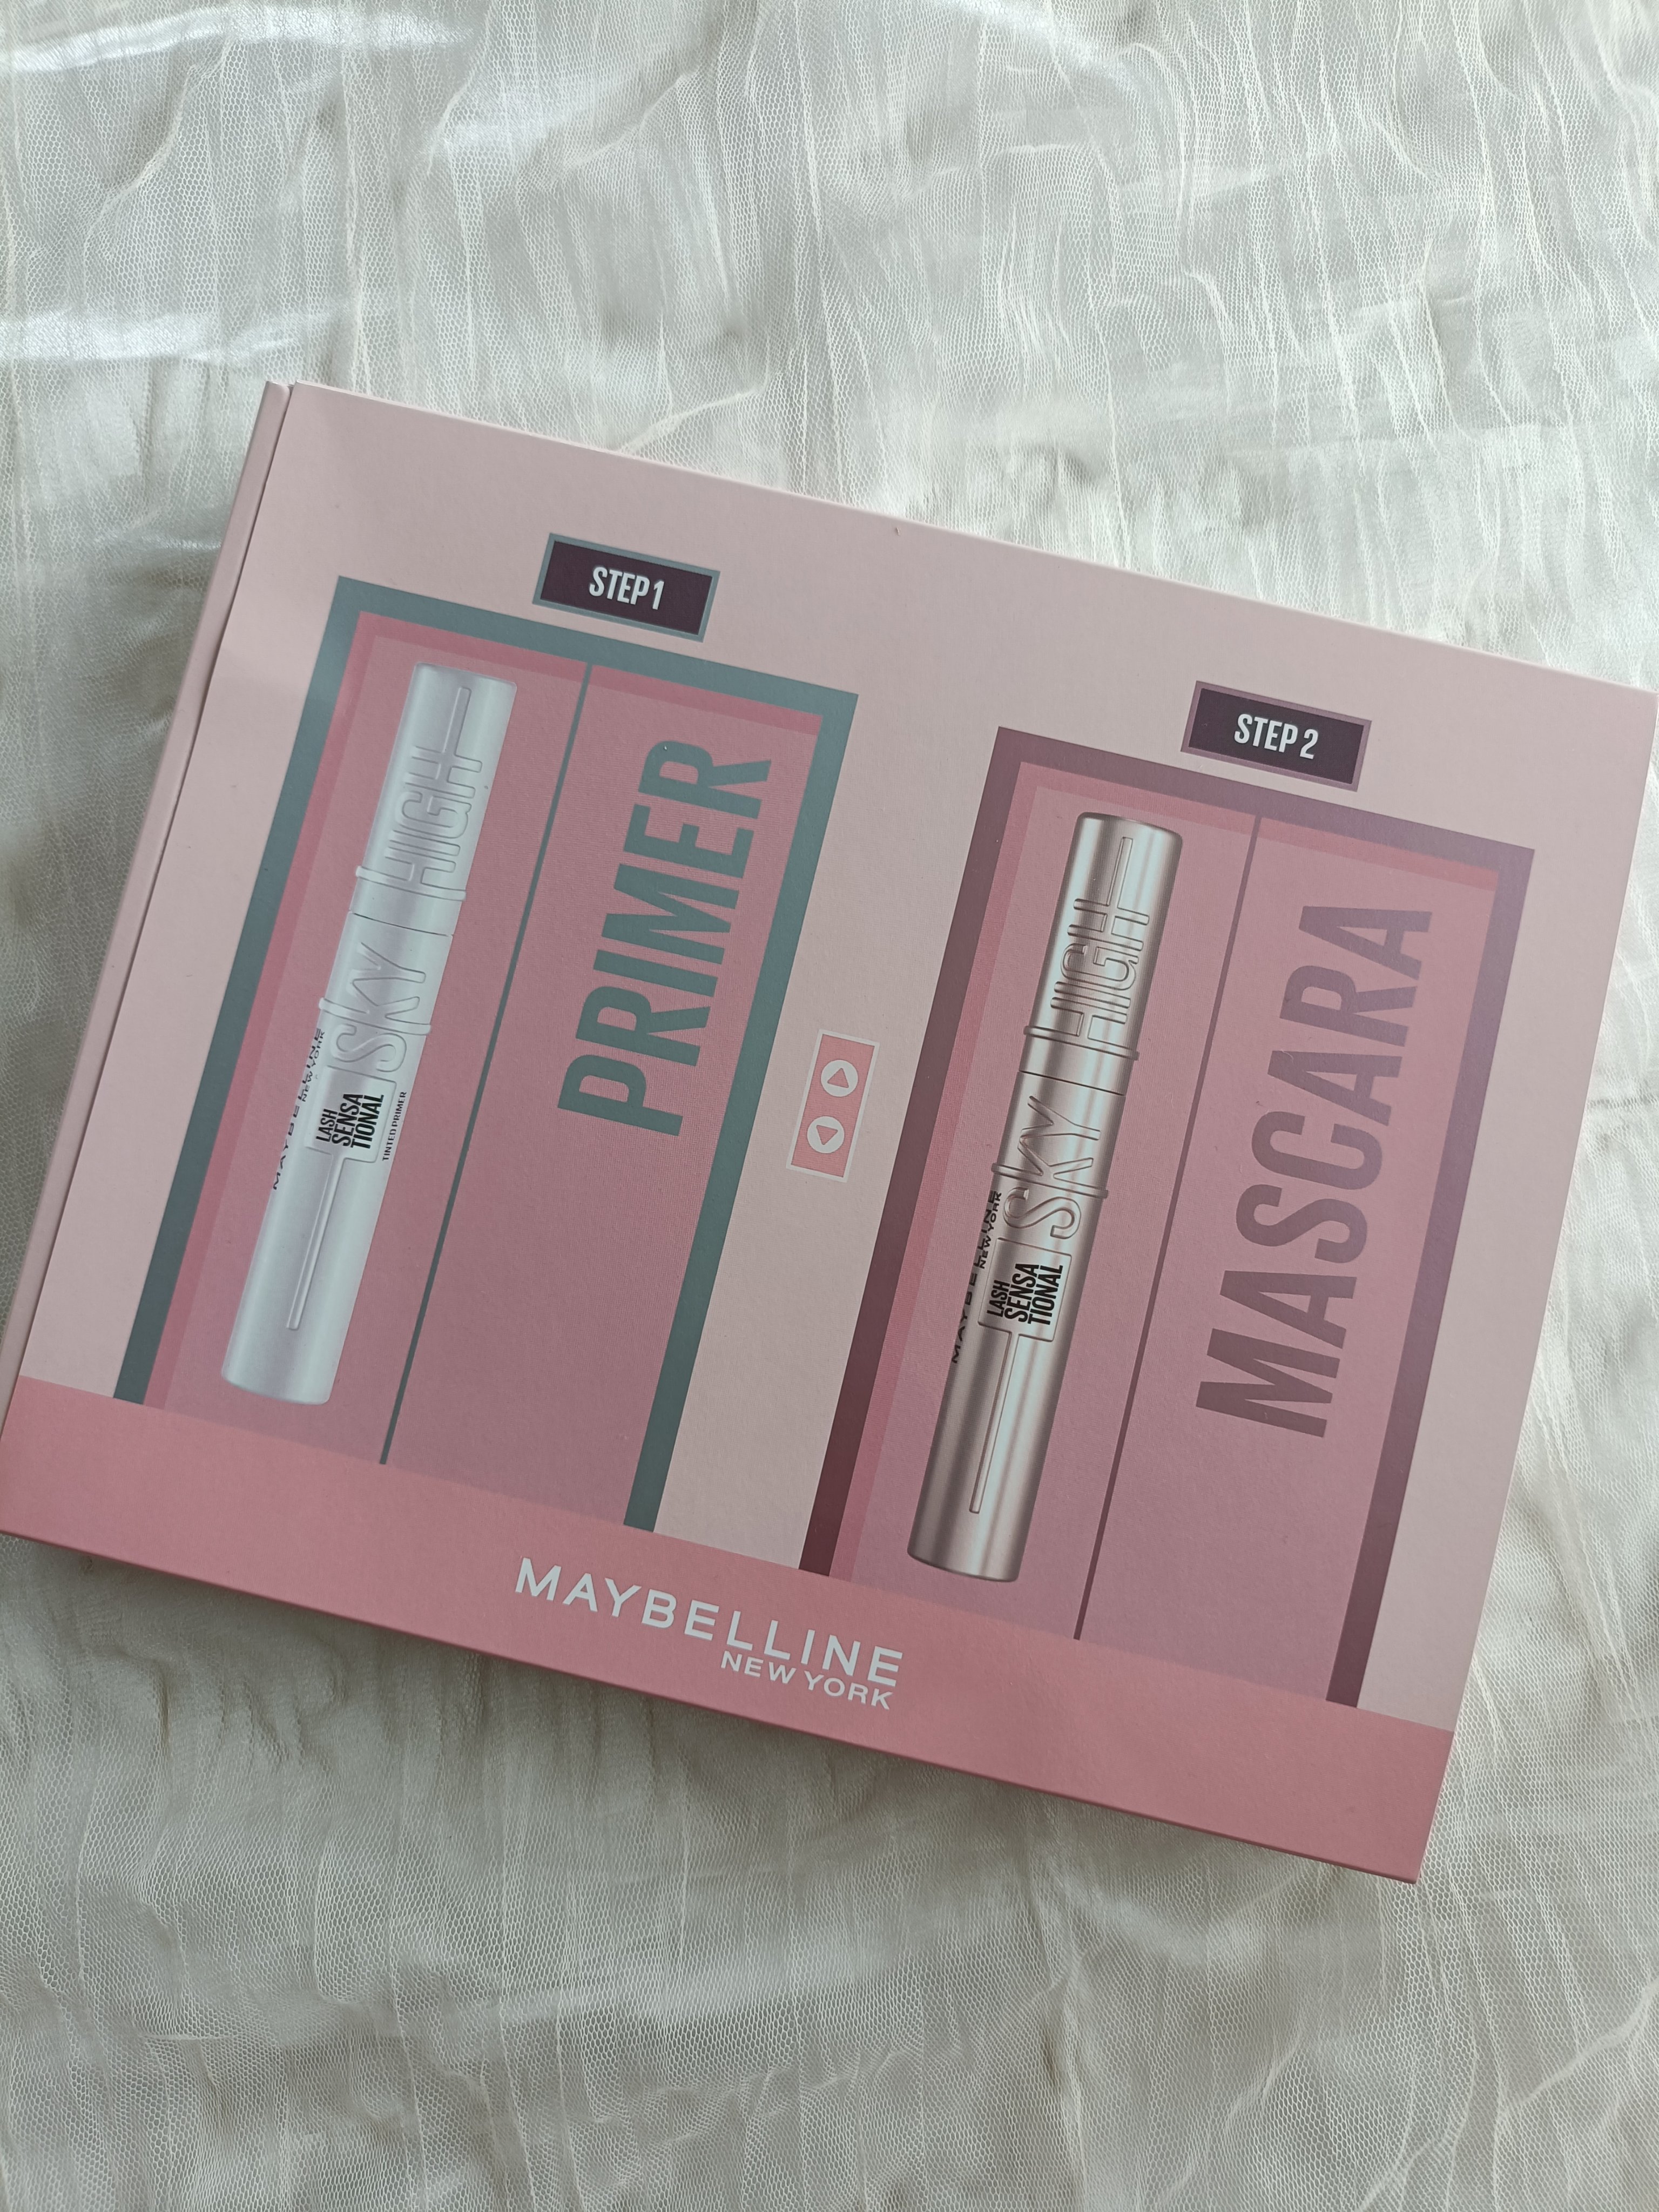 STEP 1
PRIMER
MAYBELLINE
NEW YORK
LASH
SENSA
TIONAL
SKY HIGH
TINTED PRIMER
STEP 2
MASCARA
MAYBELLINE
NEW YORK
LASH
SENSA
TIONAL
SKY HIGH
MAYBELLINE
NEW YORK